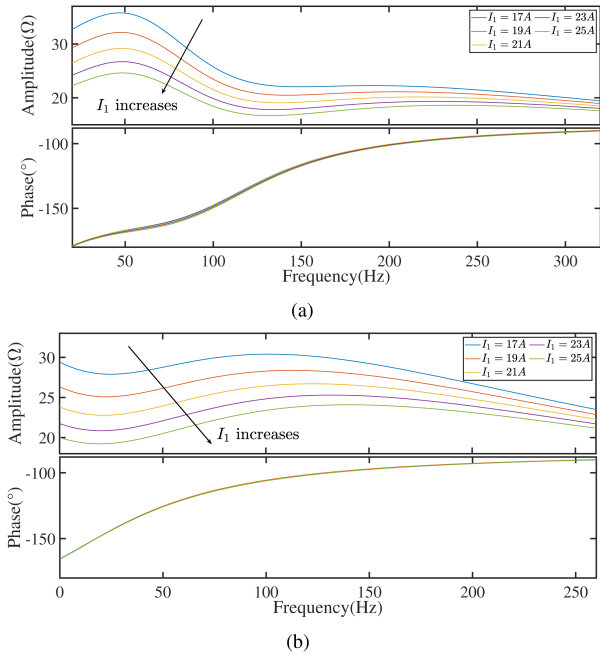 Amplitude(Ω)
30
20
I₁ = 17A I₁ = 23A
I₁ = 19A I₁ = 25A
I₁ = 21A
I₁ increases
Phase(°)
-100
-150
50 100 150 200 250 300
Frequency(Hz)
(a)
Amplitude(Ω)
30
25
20
I₁ = 17A I₁ = 23A
I₁ = 19A I₁ = 25A
I₁ = 21A
I₁ increases
Phase(°)
-100
-150
0 50 100 150 200 250
Frequency(Hz)
(b)